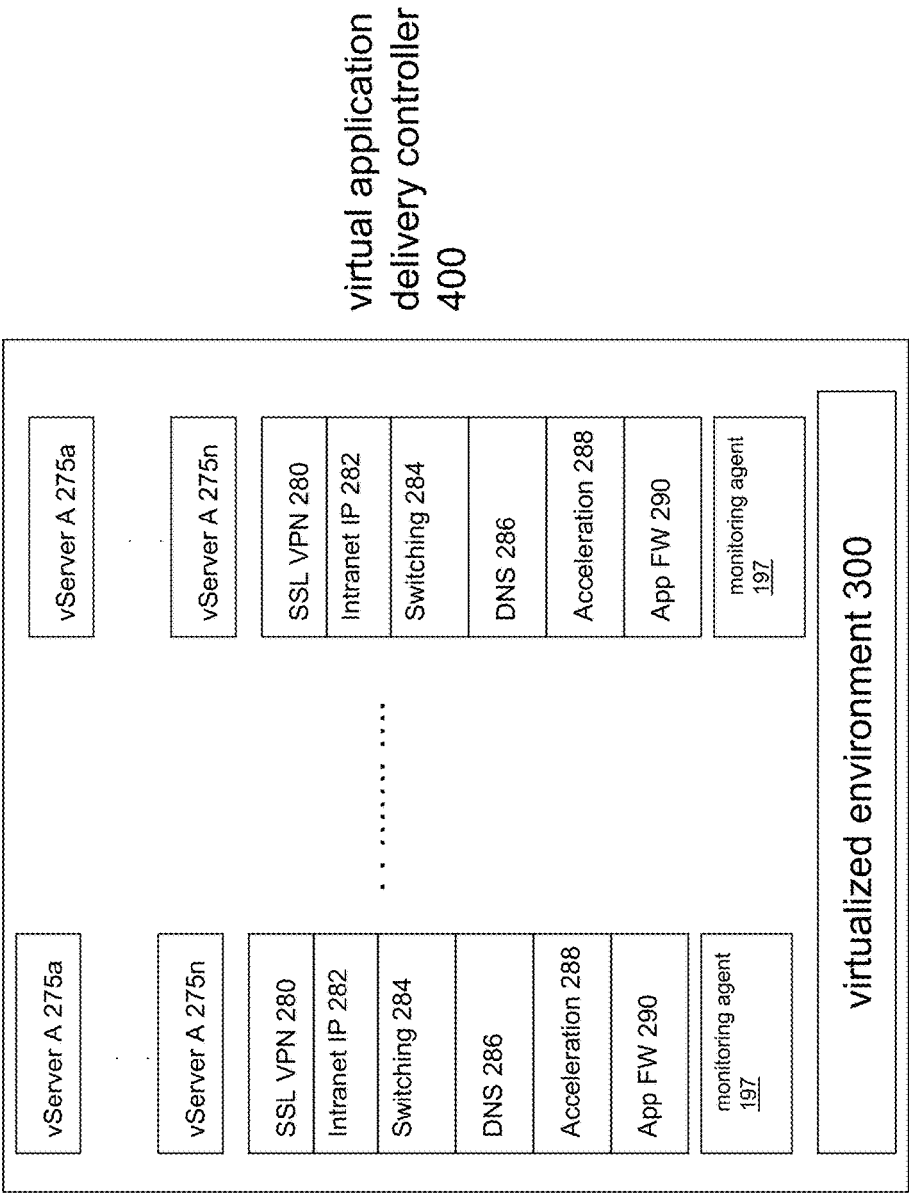 virtual application
delivery controller
400
vServer A 275a
vServer A 275n
SSL VPN 280
Intranet IP 282
Switching 284
DNS 286
Acceleration 288
App FW 290
monitoring agent
197
vServer A 275a
vServer A 275n
SSL VPN 280
Intranet IP 282
Switching 284
DNS 286
Acceleration 288
App FW 290
monitoring agent
197
virtualized environment 300